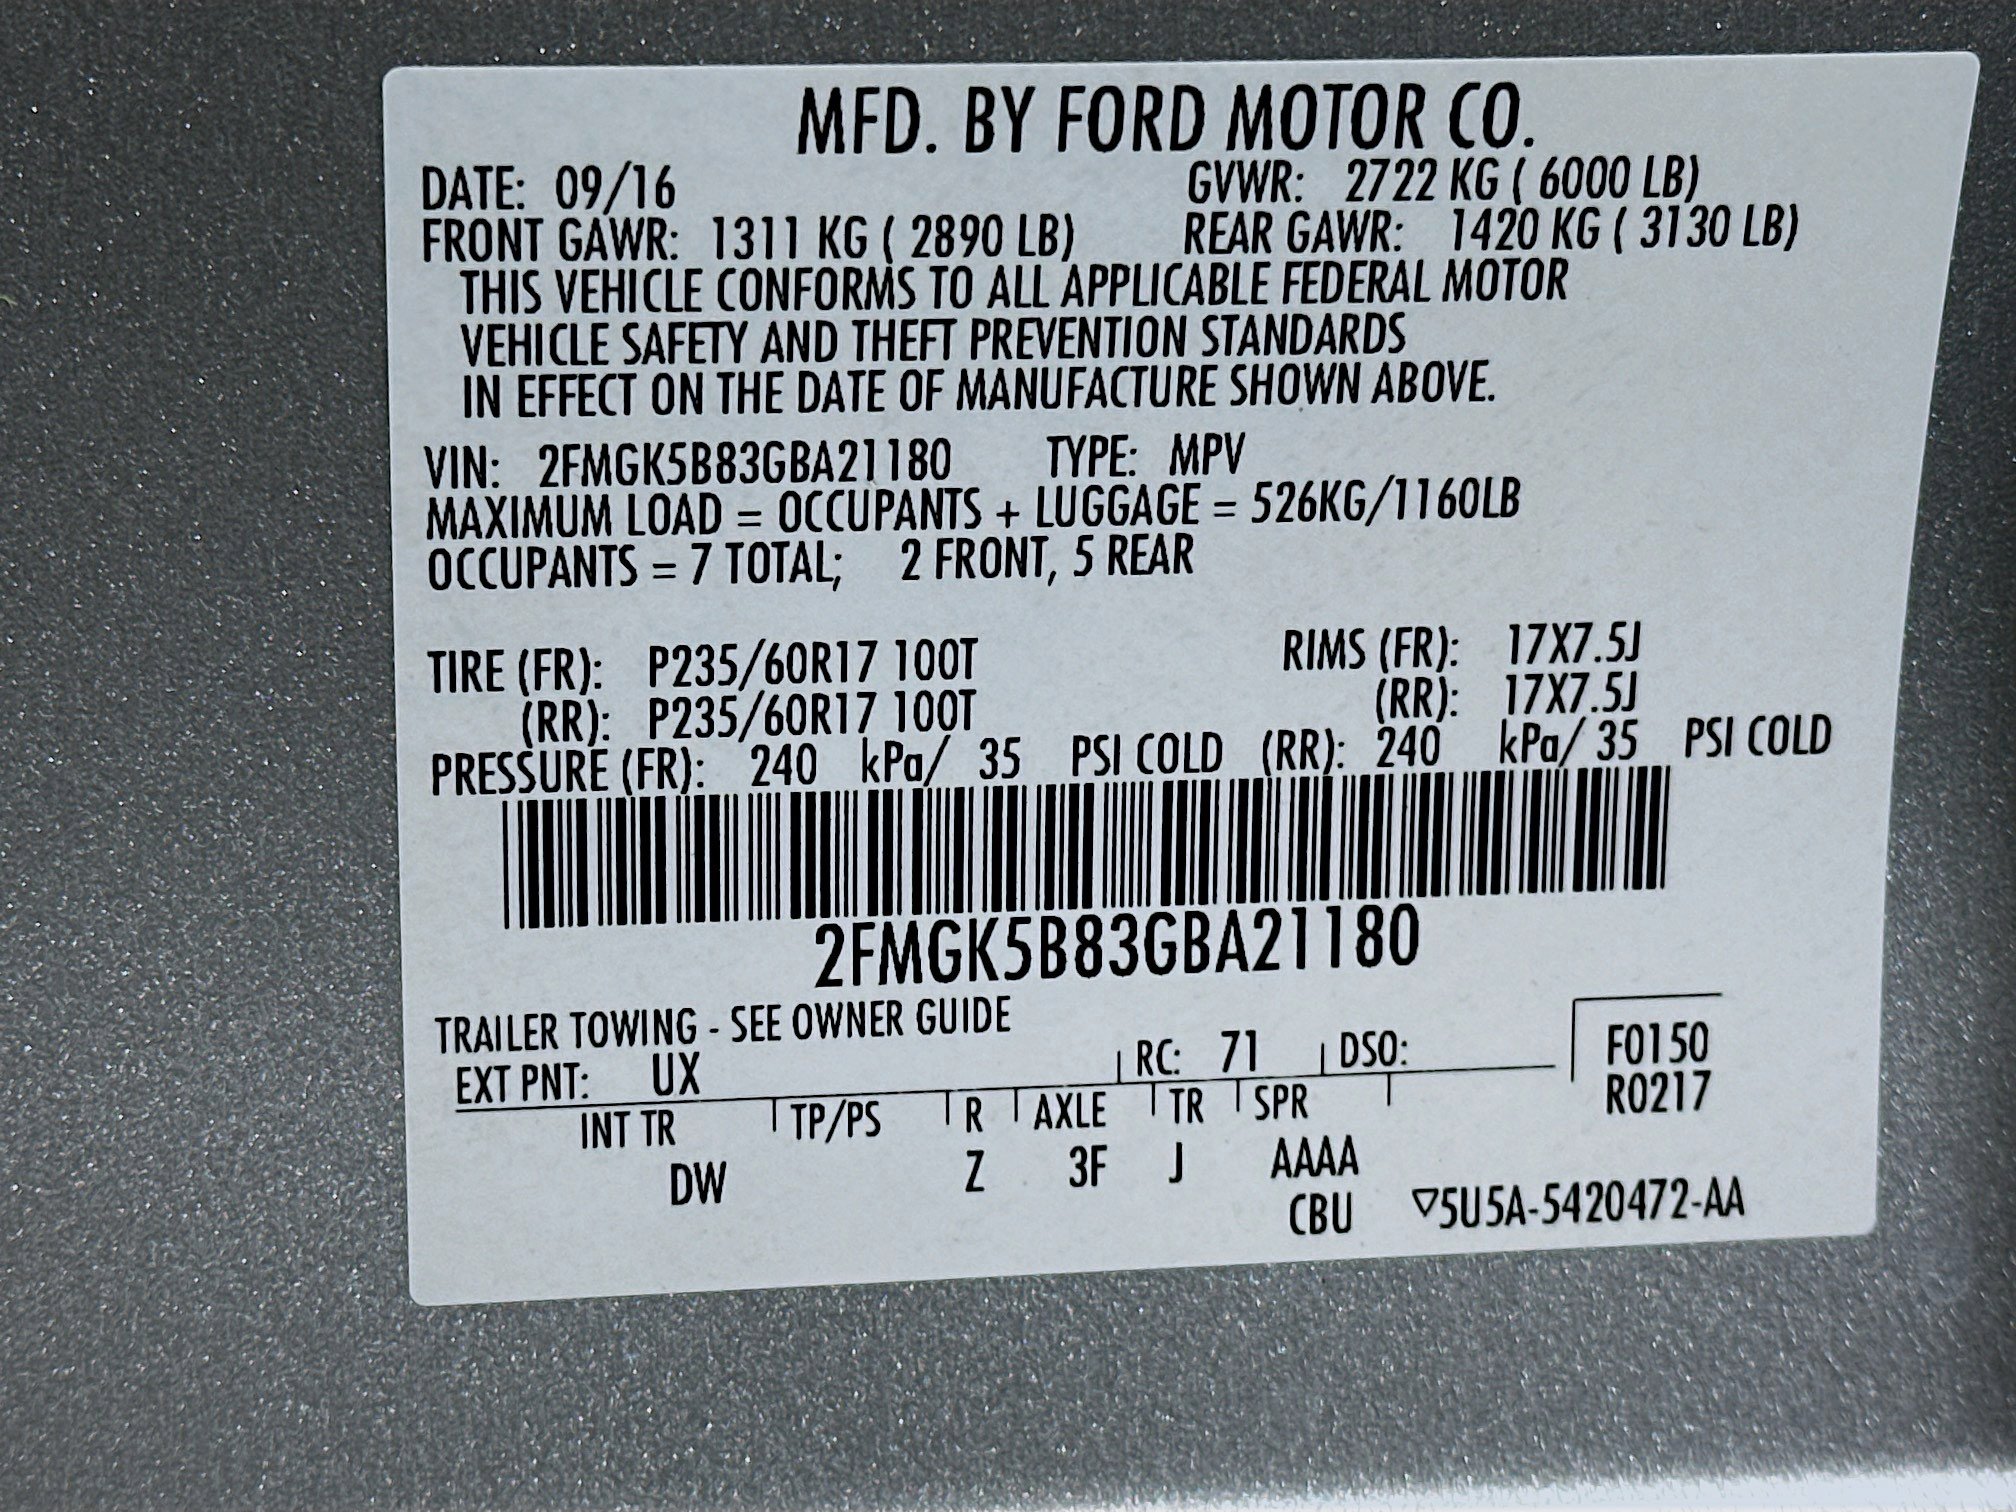 MFD. BY FORD MOTOR CO.
DATE: 09/16 GVWR: 2722 KG ( 6000 LB)
FRONT GAWR: 1311 KG ( 2890 LB) REAR GAWR: 1420 KG ( 3130 LB)
THIS VEHICLE CONFORMS TO ALL APPLICABLE FEDERAL MOTOR
VEHICLE SAFETY AND THEFT PREVENTION STANDARDS
IN EFFECT ON THE DATE OF MANUFACTURE SHOWN ABOVE.
VIN: 2FMGK5B83GBA21180 TYPE: MPV
MAXIMUM LOAD = OCCUPANTS + LUGGAGE = 526KG/1160LB
OCCUPANTS = 7 TOTAL; 2 FRONT, 5 REAR
TIRE (FR): P235/60R17 100T RIMS (FR): 17X7.5J
(RR): P235/60R17 100T (RR): 17X7.5J
PRESSURE (FR): 240 kPa/ 35 PSI COLD (RR): 240 kPa/ 35 PSI COLD
2FMGK5B83GBA21180
TRAILER TOWING - SEE OWNER GUIDE
EXT PNT: UX RC: 71 DSO: F0150
INT TR TP/PS R AXLE TR SPR R0217
DW Z 3F J AAAA
CBU ▽5U5A-5420472-AA